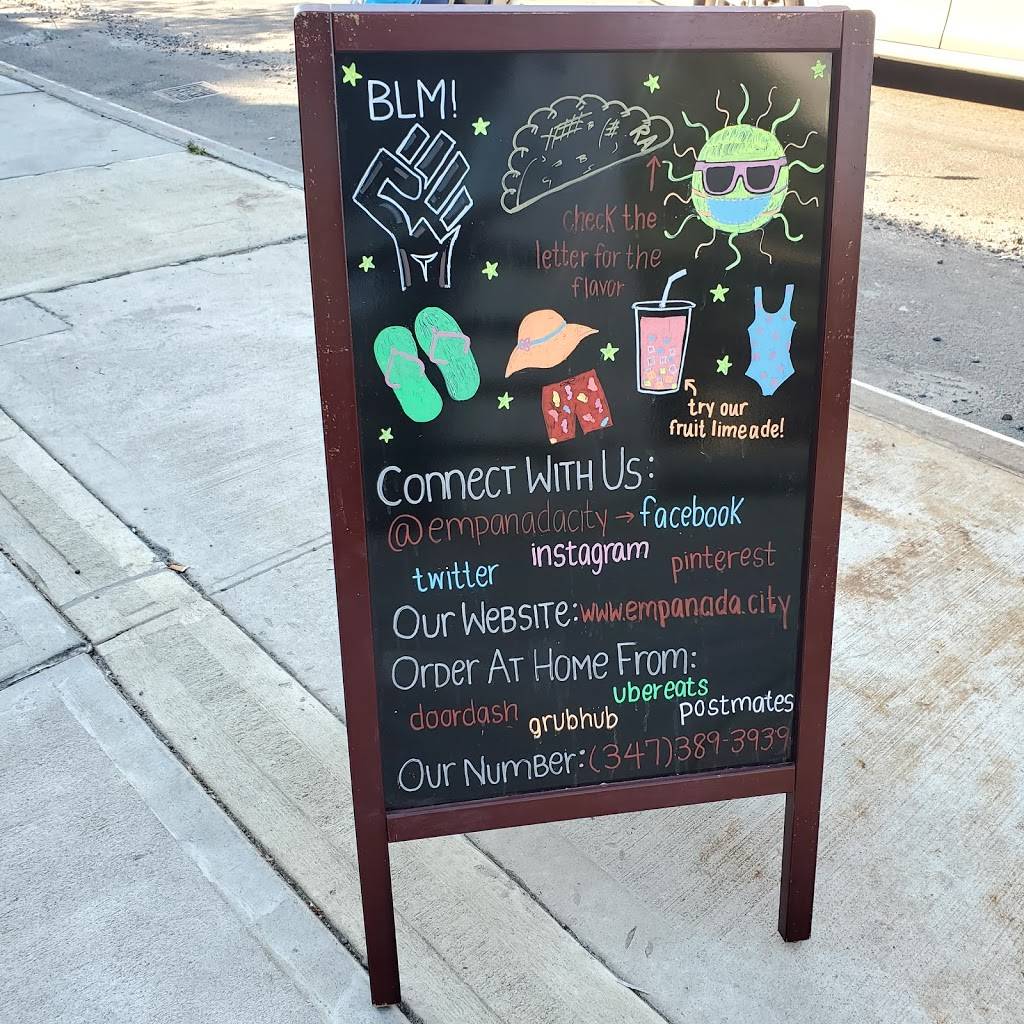 BLM!
RA
check the
letter for the
flavor
try our
fruit limeade!
Connect With Us:
@empanadacity → facebook
instagram
twitter pinterest
Our Website: www.empanada.city
Order At Home From:
ubereats
doordash grubhub postmates
Our Number: (347)389-3939